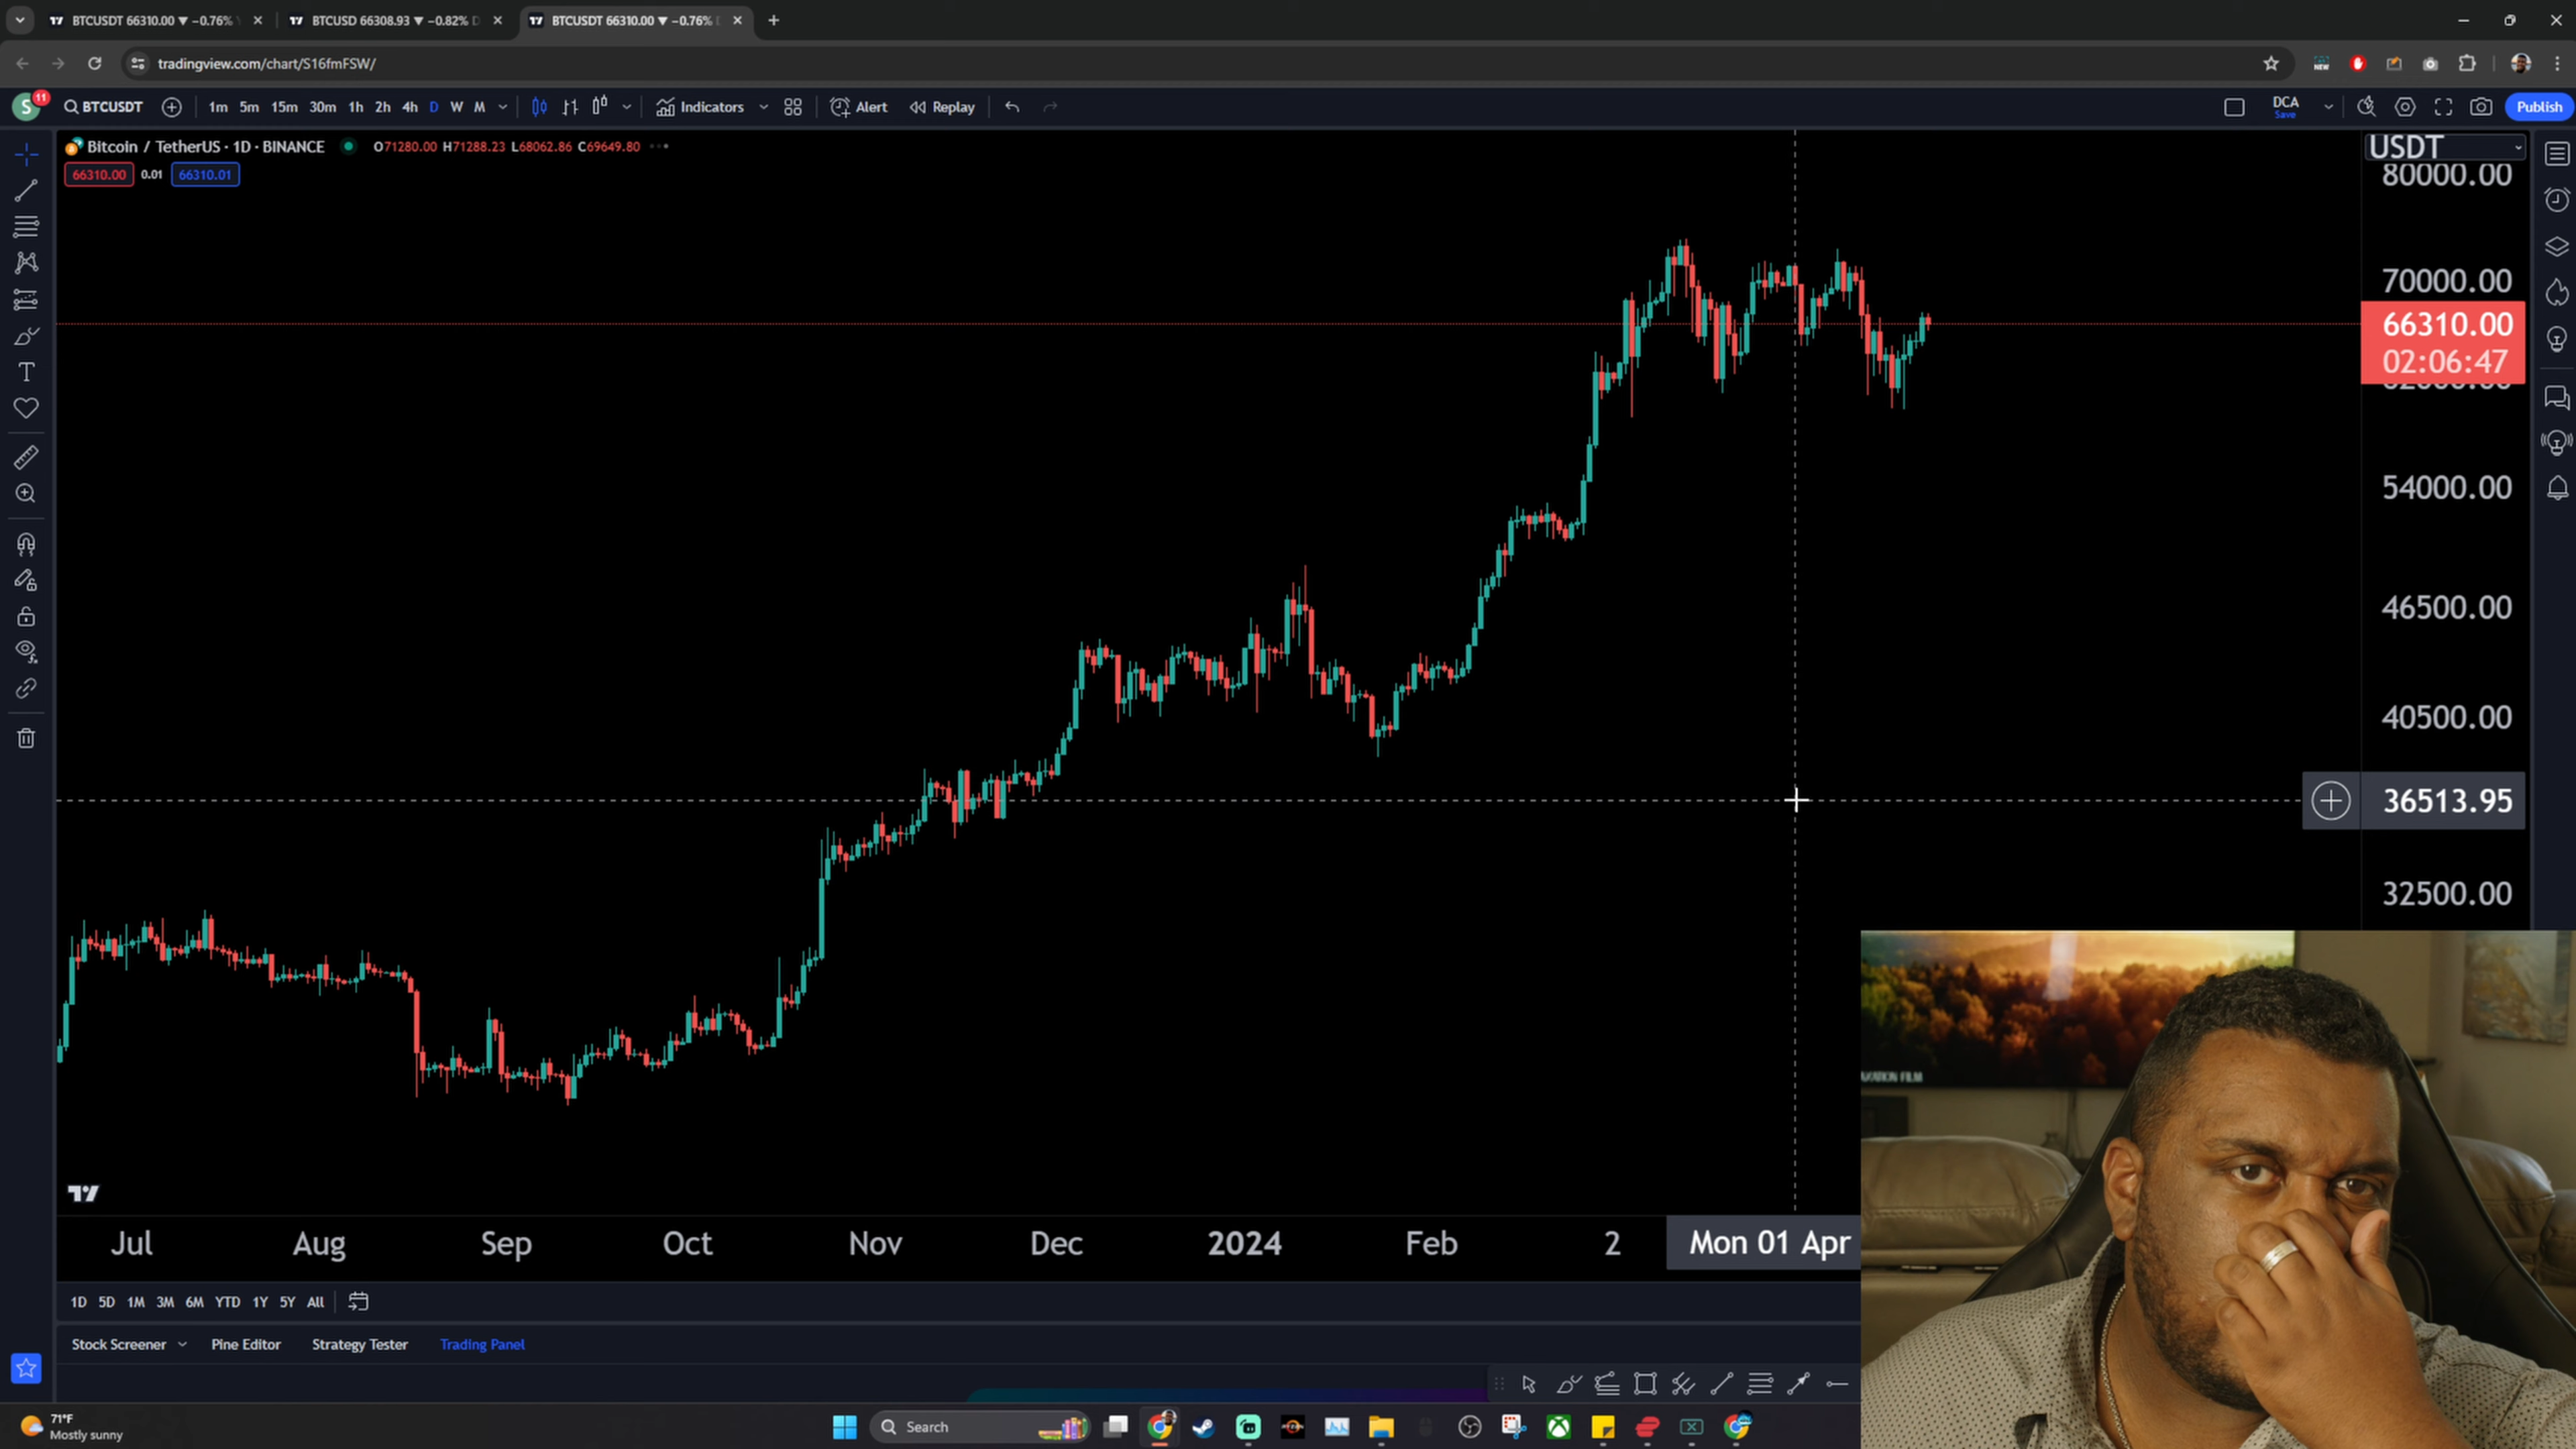 BTCUSDT 66310.00 ▼ −0.76% BTCUSD 66308.93 ▼ −0.82% D BTCUSDT 66310.00 ▼ −0.76%
tradingview.com/chart/S16fmFSW/ NEW
S 11 BTCUSDT 1m 5m 15m 30m 1h 2h 4h D W M Indicators Alert Replay DCA Save Publish
Bitcoin / TetherUS · 1D · BINANCE O71280.00 H71288.23 L68062.86 C69649.80
66310.00 0.01 66310.01
USDT
80000.00
70000.00
66310.00
02:06:47
54000.00
46500.00
40500.00
36513.95
32500.00
Jul Aug Sep Oct Nov Dec 2024 Feb 2 Mon 01 Apr
1D 5D 1M 3M 6M YTD 1Y 5Y All
Stock Screener Pine Editor Strategy Tester Trading Panel
71°F
Mostly sunny
Search